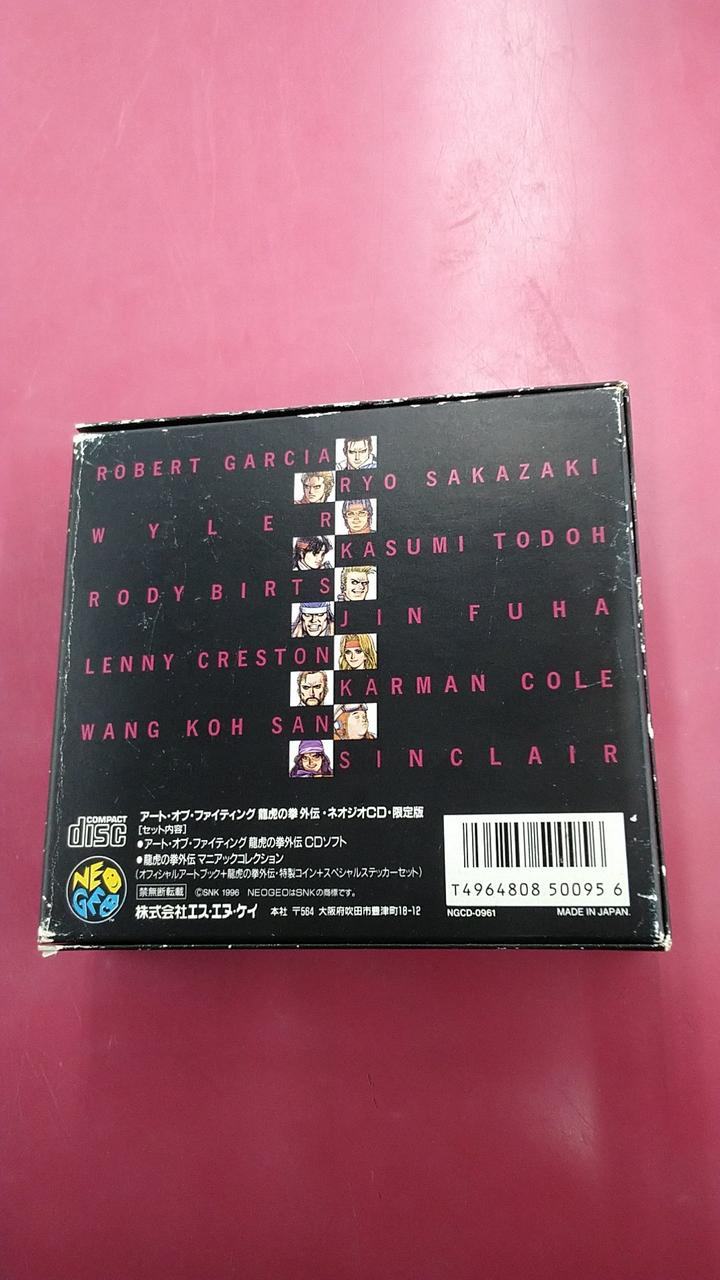 ROBERT GARCIA
RYO SAKAZAKI
WYLER
KASUMI TODOH
RODY BIRTS
JIN FUHA
LENNY CRESTON
KARMAN COLE
WANG KOH SAN
SINCLAIR
COMPACT
disc
アート・オブ・ファイティング 龍虎の拳 外伝・ネオジオCD・限定版
[セット内容]
●アート・オブ・ファイティング 龍虎の拳外伝 CDソフト
●龍虎の拳外伝 マニアックコレクション
(オフィシャルアートブック+龍虎の拳外伝・特製コイン+スペシャルステッカーセット)
禁無断転載 ©SNK 1996 NEOGEOはSNKの商標です。
株式会社エス・エヌ・ケイ 本社 〒564 大阪府吹田市豊津町18-12
NEO
GEO
T4964808 50095 6
NGCD-0961 MADE IN JAPAN.